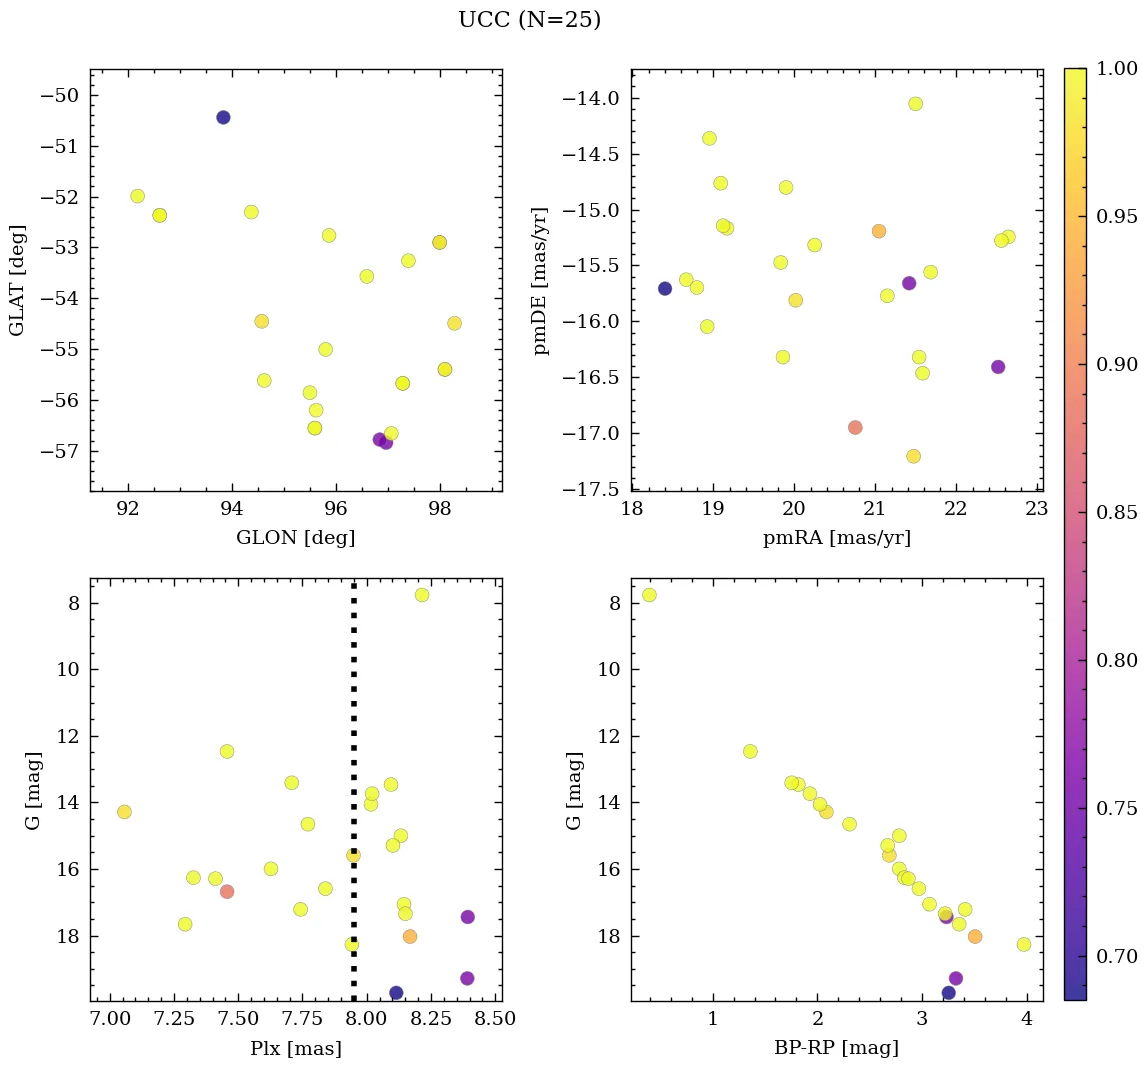 UCC (N=25)
−50
−51
−52
−53
−54
−55
−56
−57
GLAT [deg]
92 94 96 98
GLON [deg]
−14.0
−14.5
−15.0
−15.5
−16.0
−16.5
−17.0
−17.5
pmDE [mas/yr]
18 19 20 21 22 23
pmRA [mas/yr]
8
10
12
14
16
18
G [mag]
7.00 7.25 7.50 7.75 8.00 8.25 8.50
Plx [mas]
8
10
12
14
16
18
G [mag]
1 2 3 4
BP-RP [mag]
1.00
0.95
0.90
0.85
0.80
0.75
0.70